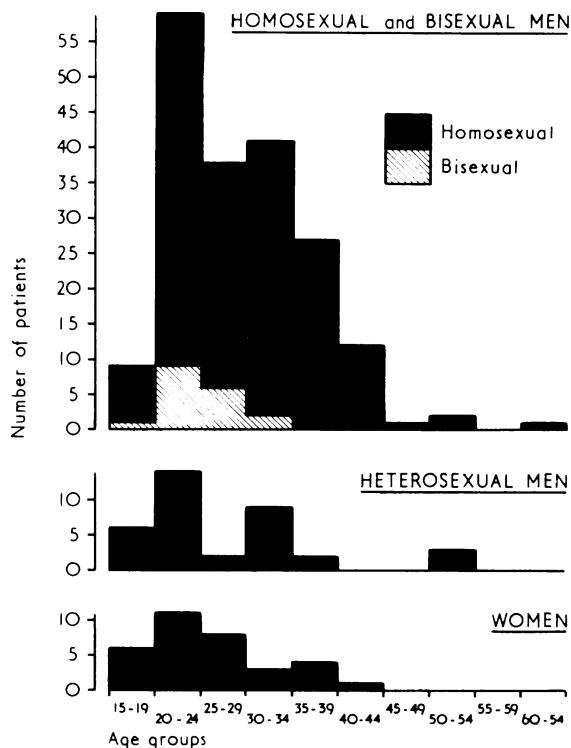 HOMOSEXUAL and BISEXUAL MEN
55
50
45
40
35
30
25
20
15
10
5
0
Number of patients
Homosexual
Bisexual
HETEROSEXUAL MEN
10
5
0
WOMEN
10
5
0
15-19 25-29 35-39 45-49 55-59
20-24 30-34 40-44 50-54 60-54
Age groups